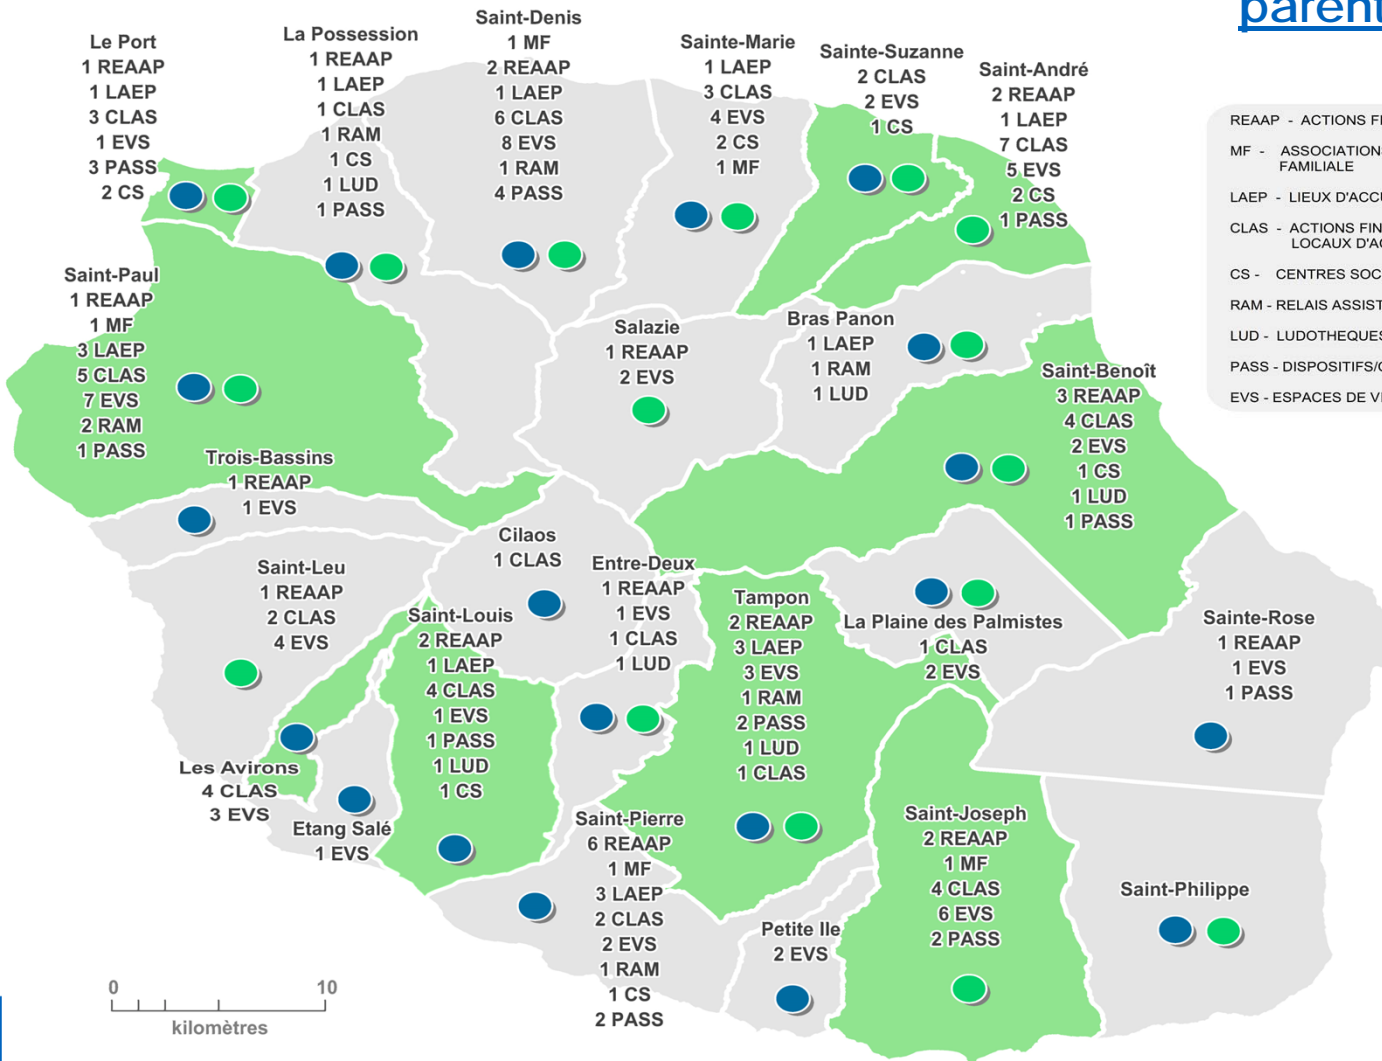 parent
Saint-Denis
1 MF
2 REAAP
1 LAEP
6 CLAS
8 EVS
1 RAM
4 PASS
La Possession
1 REAAP
1 LAEP
1 CLAS
1 RAM
1 CS
1 LUD
1 PASS
Le Port
1 REAAP
1 LAEP
3 CLAS
1 EVS
3 PASS
2 CS
Sainte-Marie
1 LAEP
3 CLAS
4 EVS
2 CS
1 MF
Sainte-Suzanne
2 CLAS
2 EVS
1 CS
Saint-André
2 REAAP
1 LAEP
7 CLAS
5 EVS
2 CS
1 PASS
REAAP - ACTIONS
MF - ASSOCIATION
FAMILIALE
LAEP - LIEUX
CLAS - ACTIONS
LOCAUX
CS - CENTRES
RAM - RELAIS
LUD - LUDOTHEQUES
PASS -
EVS - ESPACES DE
Saint-Paul
1 REAAP
1 MF
3 LAEP
5 CLAS
7 EVS
2 RAM
1 PASS
Salazie
1 REAAP
2 EVS
Bras Panon
1 LAEP
1 RAM
1 LUD
Saint-Benoît
3 REAAP
4 CLAS
2 EVS
1 CS
1 LUD
1 PASS
Trois-Bassins
1 REAAP
1 EVS
Cilaos
1 CLAS
Entre-Deux
1 REAAP
1 EVS
1 CLAS
1 LUD
Saint-Leu
1 REAAP
2 CLAS
4 EVS
Saint-Louis
2 REAAP
1 LAEP
4 CLAS
1 EVS
1 PASS
1 LUD
1 CS
Tampon
2 REAAP
3 LAEP
3 EVS
1 RAM
2 PASS
1 LUD
1 CLAS
La Plaine des Palmistes
1 CLAS
2 EVS
Sainte-Rose
1 REAAP
1 EVS
1 PASS
Les Avirons
4 CLAS
3 EVS
Etang Salé
1 EVS
Saint-Pierre
6 REAAP
1 MF
3 LAEP
2 CLAS
2 EVS
1 RAM
1 CS
2 PASS
Saint-Joseph
2 REAAP
1 MF
4 CLAS
6 EVS
2 PASS
Saint-Philippe
Petite Ile
2 EVS
0 10
kilomètres